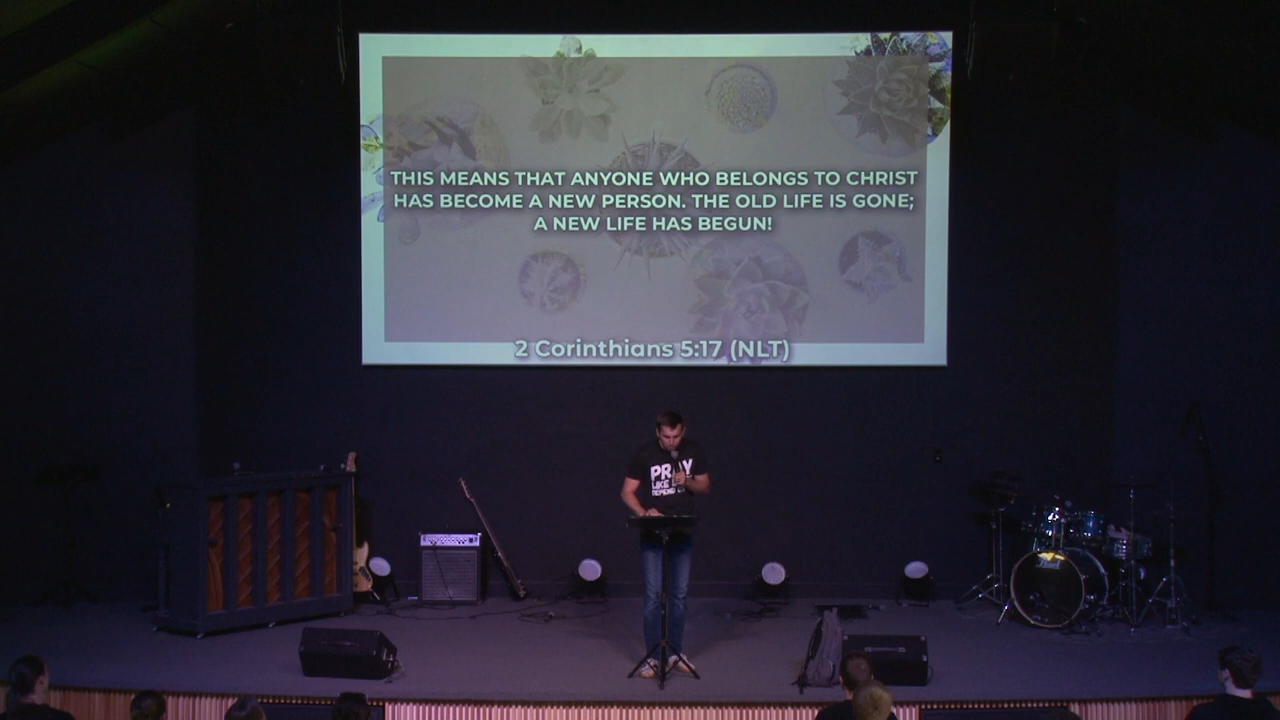 THIS MEANS THAT ANYONE WHO BELONGS TO CHRIST
HAS BECOME A NEW PERSON. THE OLD LIFE IS GONE;
A NEW LIFE HAS BEGUN!
2 Corinthians 5:17 (NLT)
PRAY
LIKE